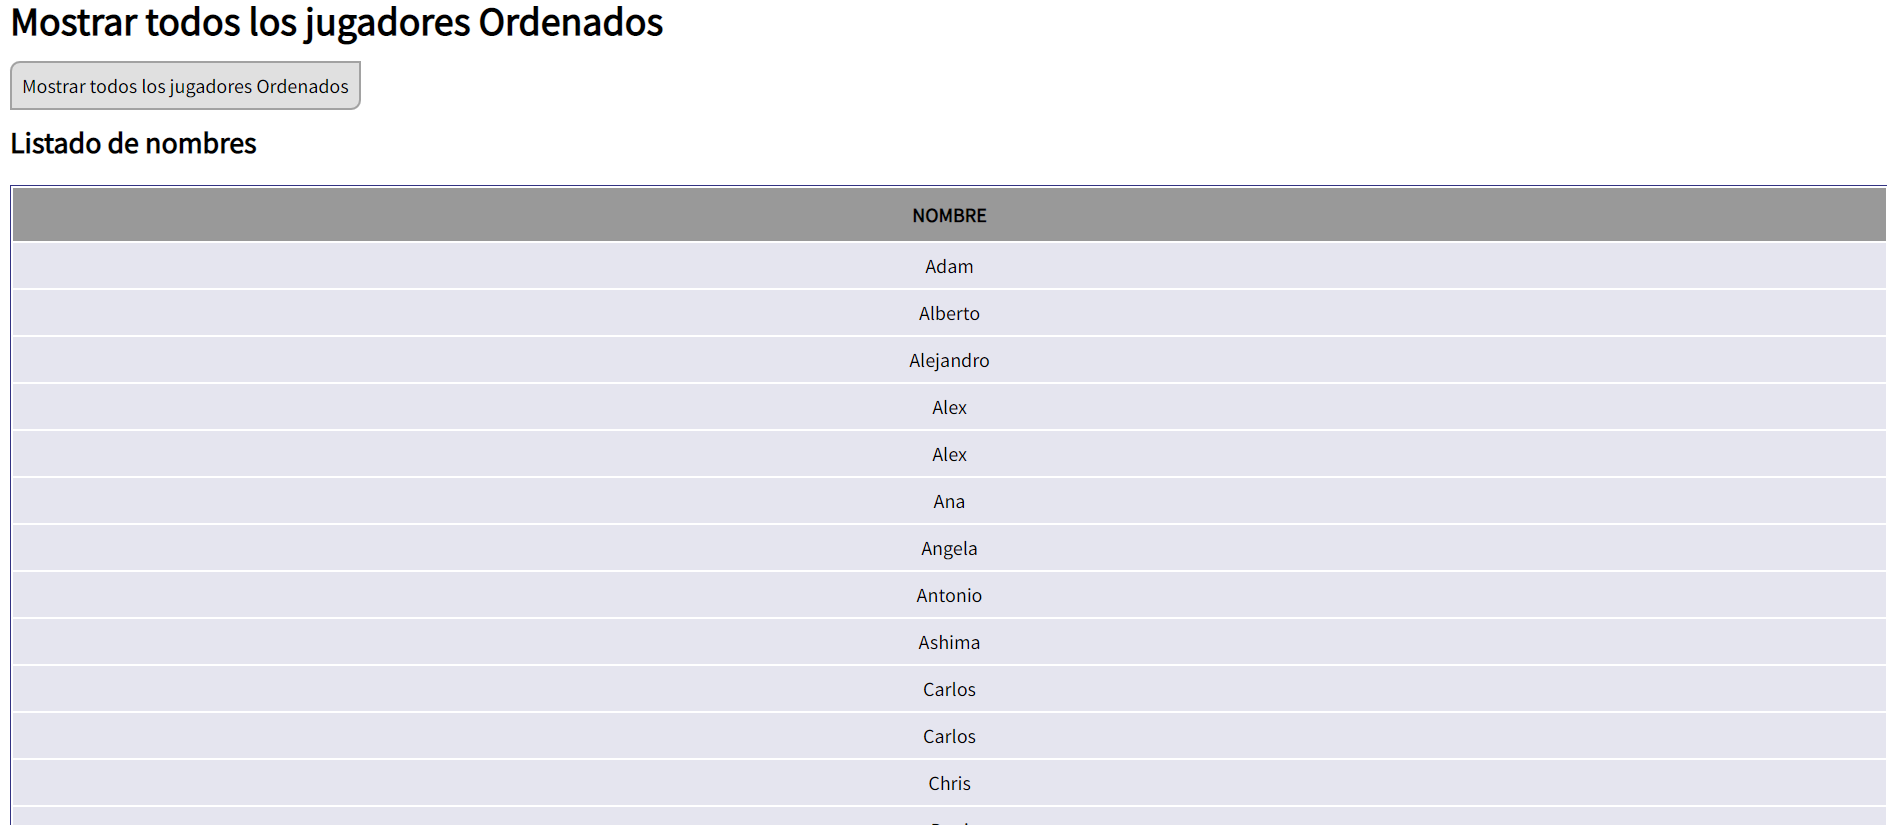 Mostrar todos los jugadores Ordenados
Mostrar todos los jugadores Ordenados
Listado de nombres
NOMBRE
Adam
Alberto
Alejandro
Alex
Alex
Ana
Angela
Antonio
Ashima
Carlos
Carlos
Chris